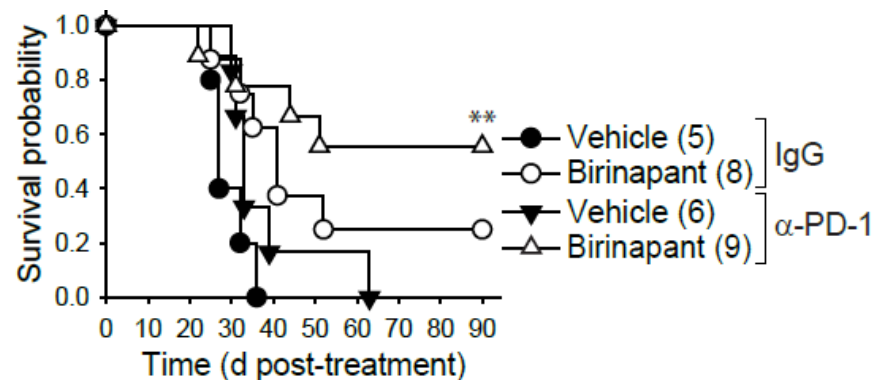 Survival probability
1.0
0.8
0.6
0.4
0.2
0.0
0 10 20 30 40 50 60 70 80 90
Time (d post-treatment)
**
Vehicle (5)
Birinapant (8)
IgG
Vehicle (6)
Birinapant (9)
α-PD-1